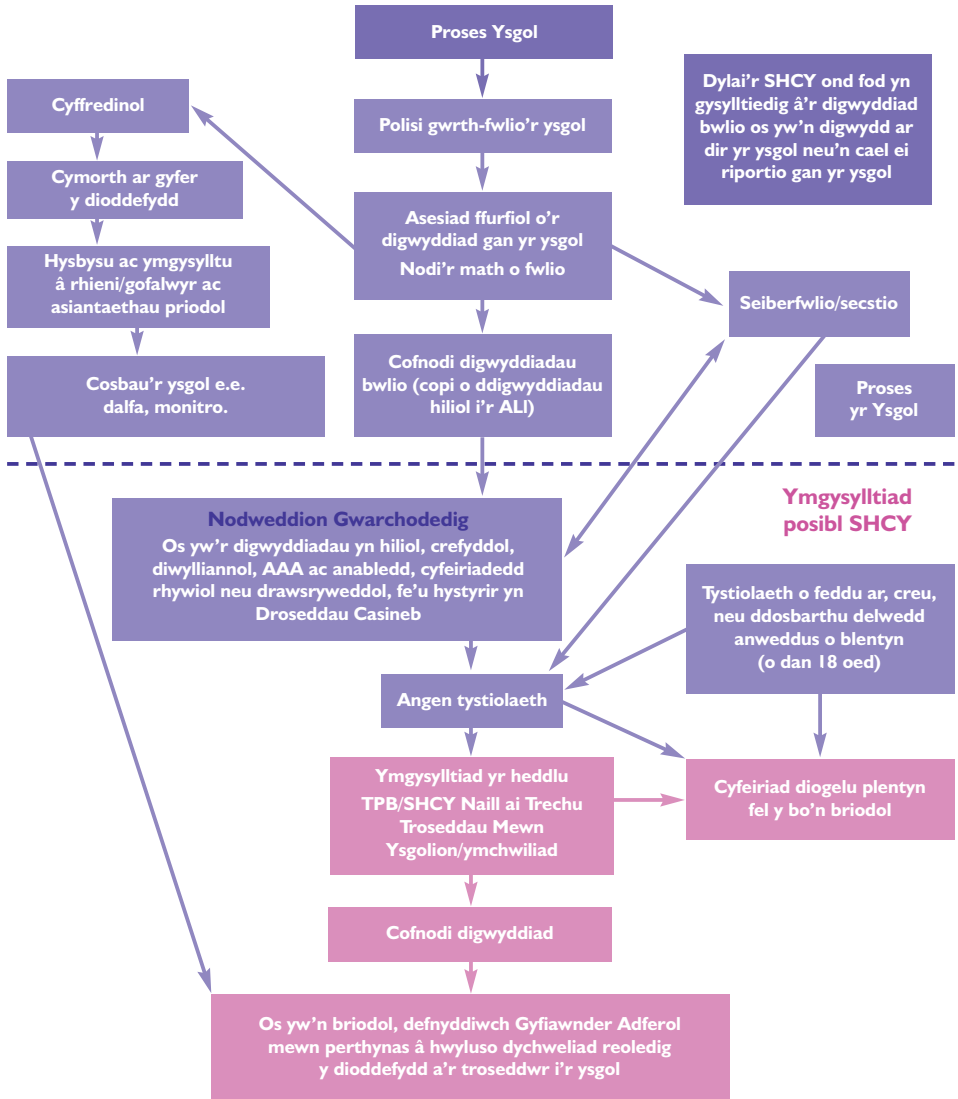 Proses Ysgol
Dylai'r SHCY ond fod yn
gysylltiedig â'r digwyddiad
bwlio os yw'n digwydd ar
dir yr ysgol neu'n cael ei
riportio gan yr ysgol
Cyffredinol
Polisi gwrth-fwlio'r ysgol
Cymorth ar gyfer
y dioddefydd
Asesiad ffurfiol o'r
digwyddiad gan yr ysgol
Nodi'r math o fwlio
Hysbysu ac ymgysylltu
â rhieni/gofalwyr ac
asiantaethau priodol
Seiberfwlio/secstio
Cofnodi digwyddiadau
bwlio (copi o ddigwyddiadau
hiliol i'r ALl)
Cosbau'r ysgol e.e.
dalfa, monitro.
Proses
yr Ysgol
Ymgysylltiad
posibl SHCY
Nodweddion Gwarchodedig
Os yw'r digwyddiadau yn hiliol, crefyddol,
diwylliannol, AAA ac anabledd, cyfeiriadedd
rhywiol neu drawsryweddol, fe'u hystyrir yn
Droseddau Casineb
Tystiolaeth o feddu ar, creu,
neu ddosbarthu delwedd
anweddus o blentyn
(o dan 18 oed)
Angen tystiolaeth
Ymgysylltiad yr heddlu
TPB/SHCY Naill ai Trechu
Troseddau Mewn
Ysgolion/ymchwiliad
Cyfeiriad diogelu plentyn
fel y bo'n briodol
Cofnodi digwyddiad
Os yw'n briodol, defnyddiwch Gyfiawnder Adferol
mewn perthynas â hwyluso dychweliad reoledig
y dioddefydd a'r troseddwr i'r ysgol